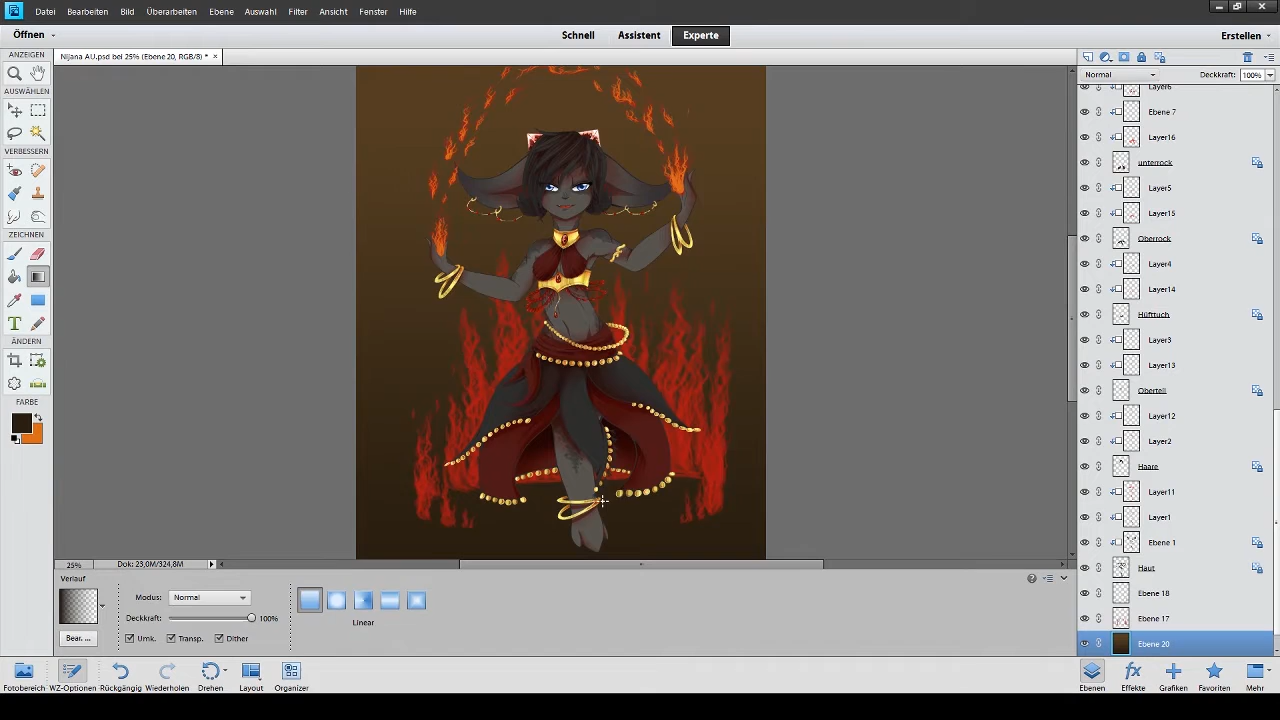 Datei Bearbeiten Bild Überarbeiten Ebene Auswahl Filter Ansicht Fenster Hilfe
Öffnen Schnell Assistent Experte Erstellen
Nijana AU.psd bei 25% (Ebene 20, RGB/8) * ×
ANZEIGEN
AUSWÄHLEN
VERBESSERN
ZEICHNEN
ÄNDERN
FARBE
Normal Deckkraft: 100%
Layer6
Ebene 7
Layer16
unterrock
Layer5
Layer15
Oberrock
Layer4
Layer14
Hüfttuch
Layer3
Layer13
Oberteil
Layer12
Layer2
Haare
Layer11
Layer1
Ebene 1
Haut
Ebene 18
Ebene 17
Ebene 20
25% Dok: 23,0M/324,8M
Verlauf
Modus: Normal
Deckkraft: 100%
Bear. ...
Umk. Transp. Dither
Linear
Fotobereich WZ-Optionen Rückgängig Wiederholen Drehen Layout Organizer
Ebenen Effekte Grafiken Favoriten Mehr